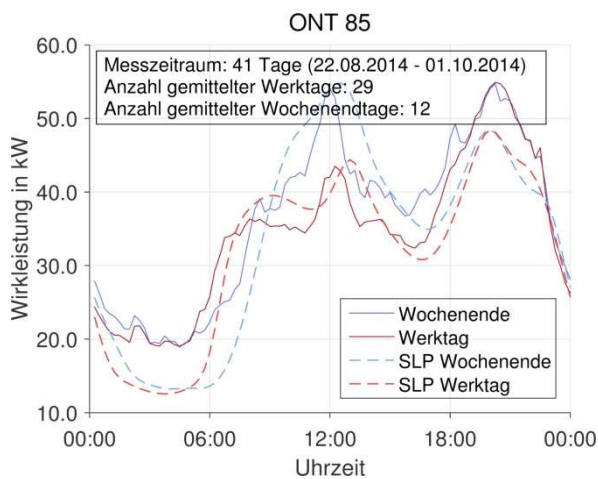 ONT 85
60.0
50.0
40.0
30.0
20.0
10.0
Wirkleistung in kW
Messzeitraum: 41 Tage (22.08.2014 - 01.10.2014)
Anzahl gemittelter Werktage: 29
Anzahl gemittelter Wochenendtage: 12
Wochenende
Werktag
SLP Wochenende
SLP Werktag
00:00 06:00 12:00 18:00 00:00
Uhrzeit